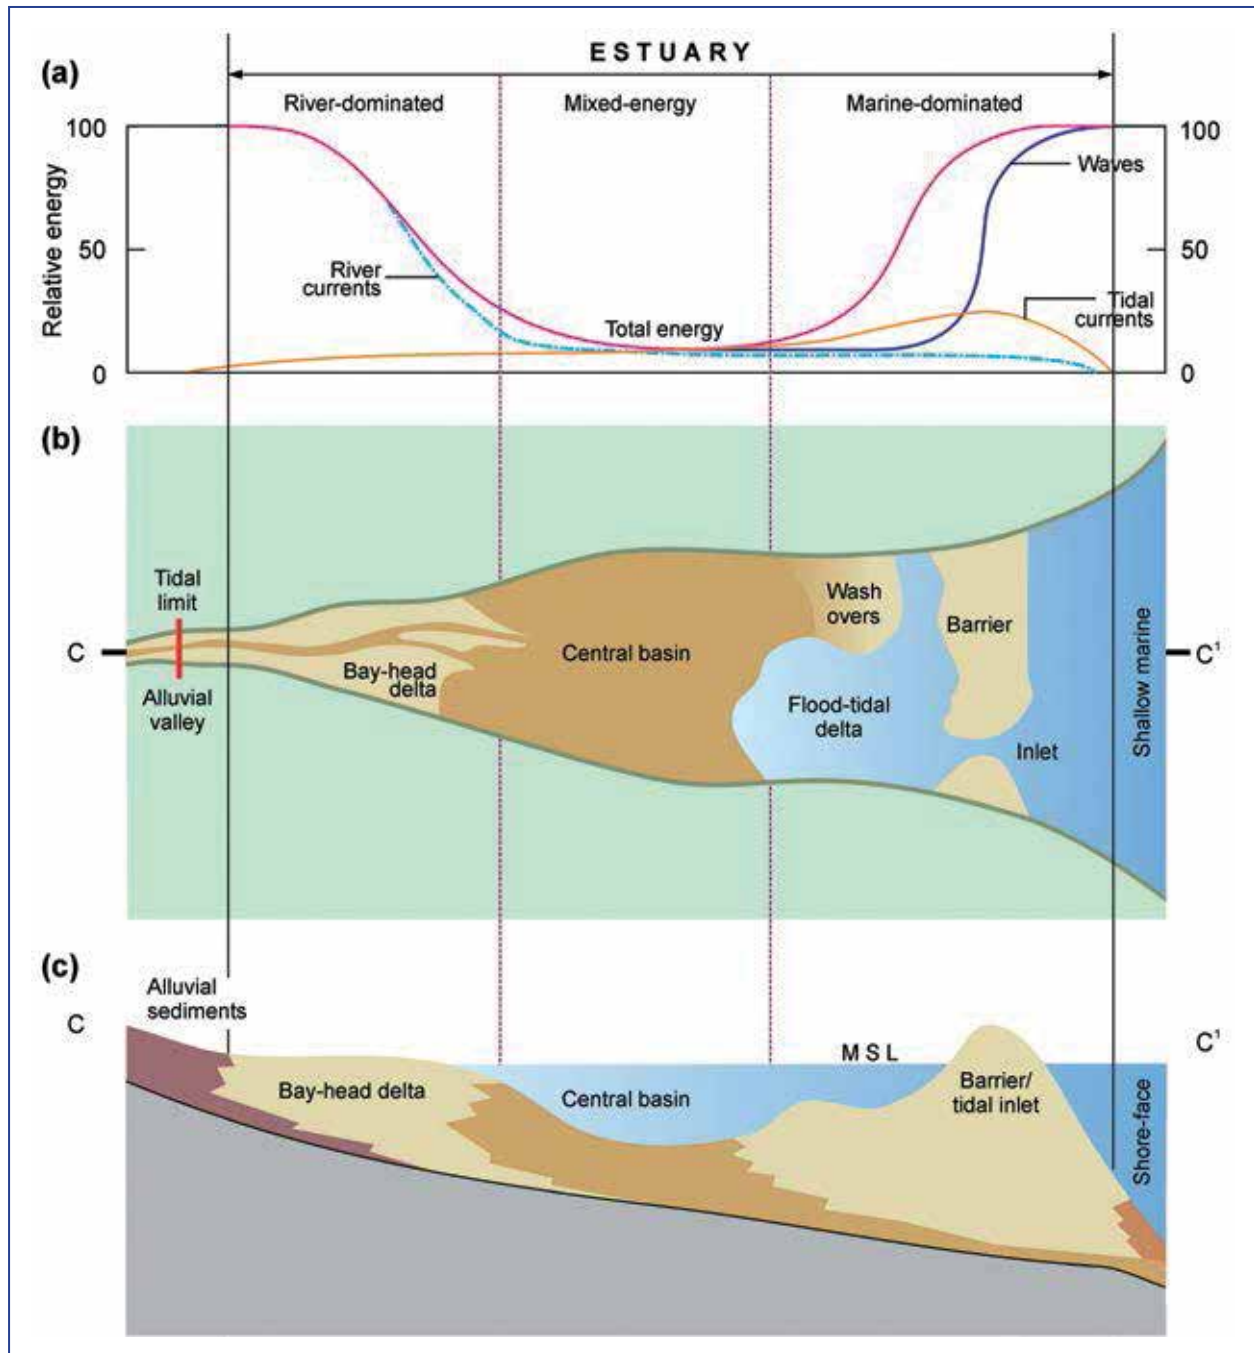 (a)
ESTUARY
River-dominated
Mixed-energy
Marine-dominated
100
100
Waves
Relative energy
50
50
River
currents
Total energy
Tidal
currents
0
0
(b)
Tidal
limit
Wash
overs
Barrier
C
Central basin
C¹
Bay-head
delta
Alluvial
valley
Flood-tidal
delta
Inlet
Shallow marine
(c)
Alluvial
sediments
C
C¹
MSL
Bay-head delta
Central basin
Barrier/
tidal inlet
Shore-face